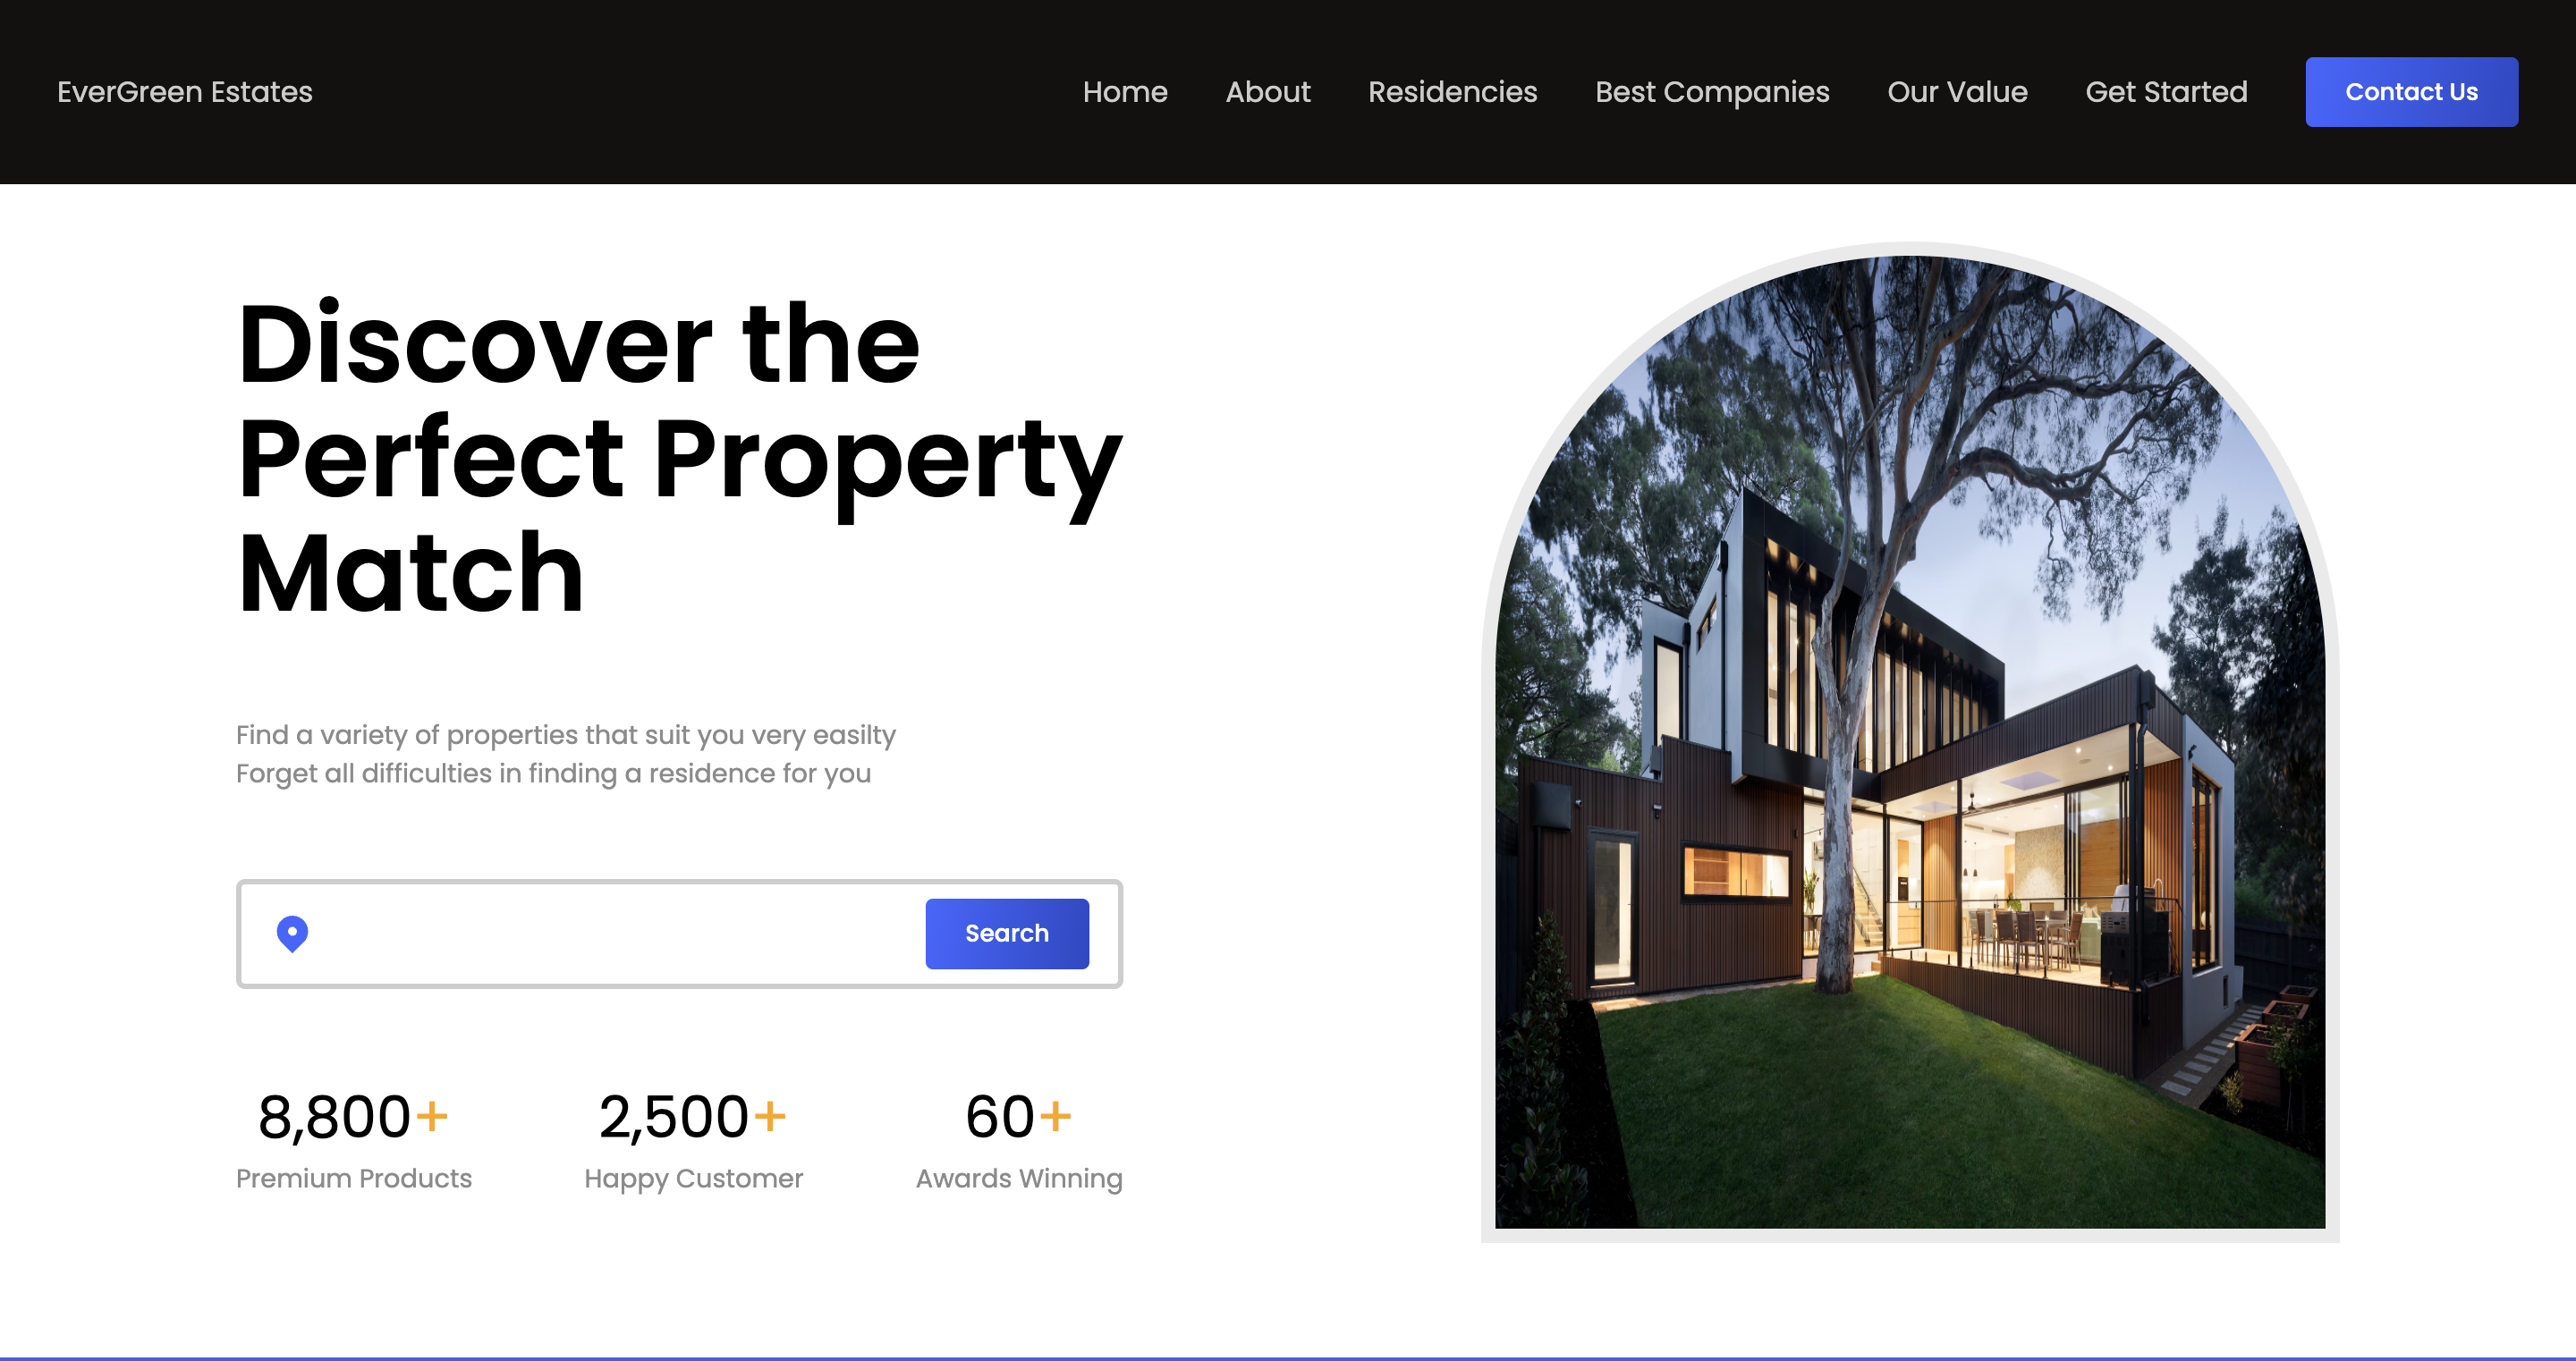 EverGreen Estates
Home About Residencies Best Companies Our Value Get Started Contact Us
Discover the
Perfect Property
Match
Find a variety of properties that suit you very easilty
Forget all difficulties in finding a residence for you
Search
8,800+ 2,500+ 60+
Premium Products Happy Customer Awards Winning